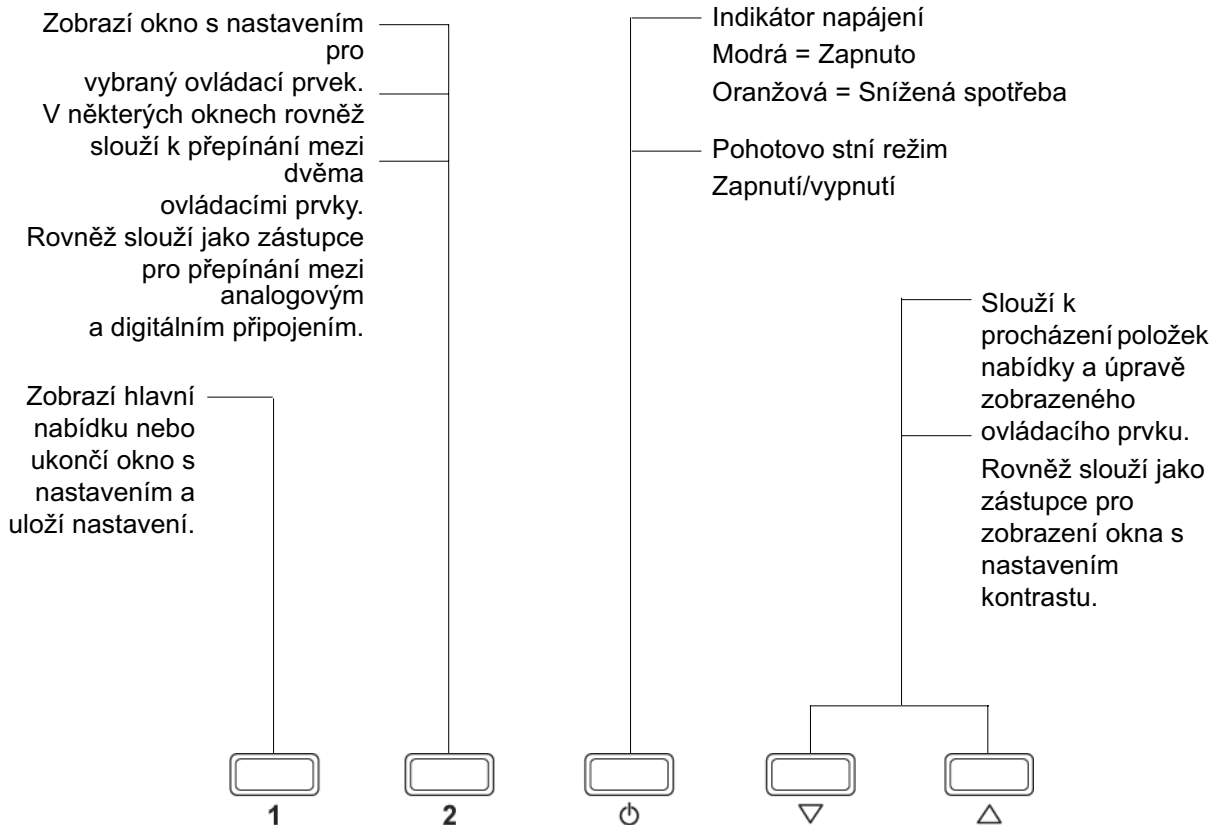 Zobrazí okno s nastavením
pro
vybraný ovládací prvek.
V některých oknech rovněž
slouží k přepínání mezi
dvěma
ovládacími prvky.
Rovněž slouží jako zástupce
pro přepínání mezi
analogovým
a digitálním připojením.
Zobrazí hlavní
nabídku nebo
ukončí okno s
nastavením a
uloží nastavení.
Indikátor napájení
Modrá = Zapnuto
Oranžová = Snížená spotřeba
Pohotovo stní režim
Zapnutí/vypnutí
Slouží k
procházení položek
nabídky a úpravě
zobrazeného
ovládacího prvku.
Rovněž slouží jako
zástupce pro
zobrazení okna s
nastavením
kontrastu.
1
2